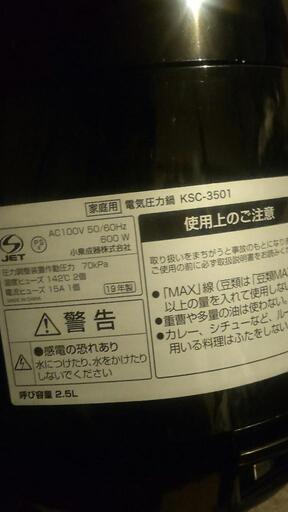 家庭用 電気圧力鍋 KSC-3501
JET
PS
E
AC100V 50/60Hz
600 W
小泉成器株式会社
圧力調整装置作動圧力 70kPa
温度ヒューズ 142℃ 2個
電流ヒューズ 15A 1個
19年製
MADE IN CHINA
警告
●感電の恐れあり
水につけたり、水をかけたり
しないでください
呼び容量 2.5L
使用上のご注意
取り扱いをまちがうと事故のもとになりま
ご使用の前に必ず取扱説明書をお読みくだ
●「MAX」線（豆類は「豆類MA
以上の量を入れて使用しない
●重曹や多量の油は使わない。
●カレー、シチューなど、ルー
用いる料理はふたをしない